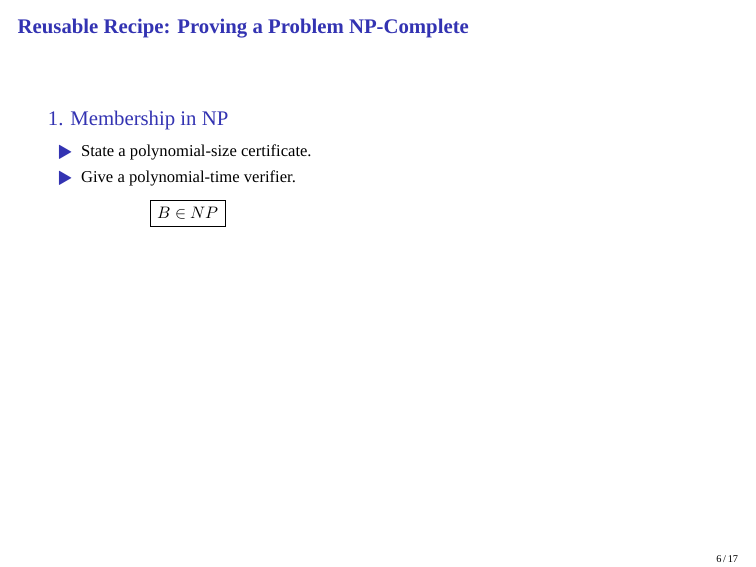 Reusable Recipe: Proving a Problem NP-Complete
1. Membership in NP
▶ State a polynomial-size certificate.
▶ Give a polynomial-time verifier.
B ∈ NP
6 / 17